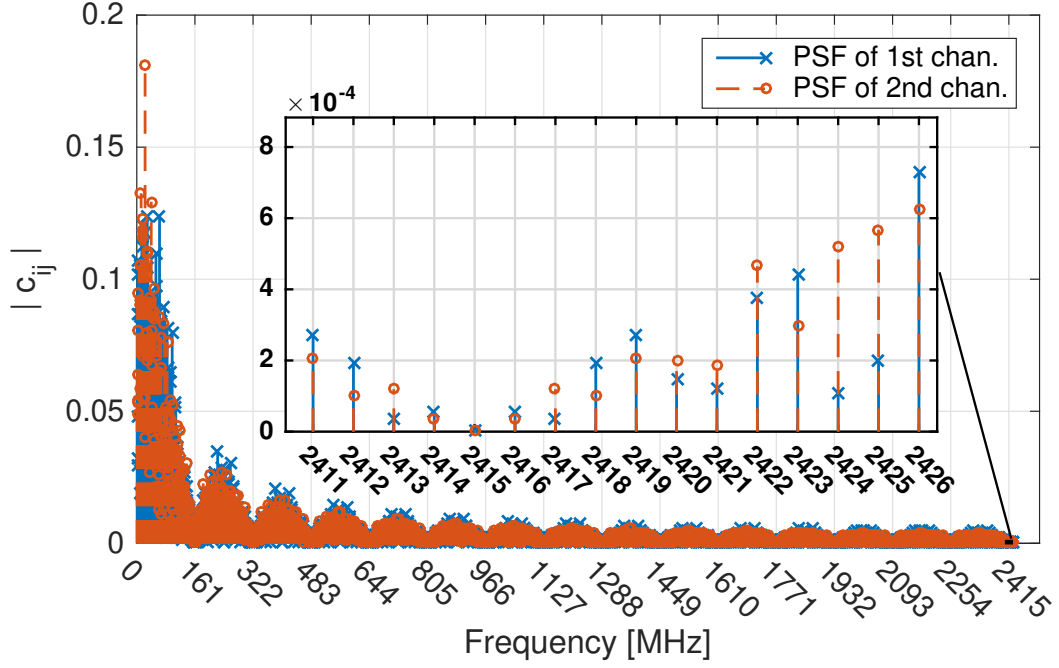 0.2
0.15
0.1
0.05
0
| c_ij |
PSF of 1st chan.
PSF of 2nd chan.
× 10^-4
8
6
4
2
0
2411 2412 2413 2414 2415 2416 2417 2418 2419 2420 2421 2422 2423 2424 2425 2426
0 161 322 483 644 805 966 1127 1288 1449 1610 1771 1932 2093 2254 2415
Frequency [MHz]